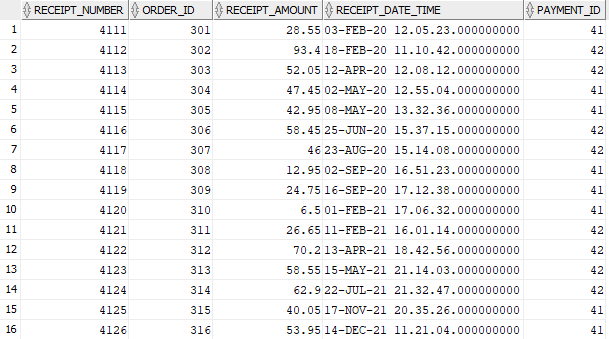 RECEIPT_NUMBER ORDER_ID RECEIPT_AMOUNT RECEIPT_DATE_TIME PAYMENT_ID
1 4111 301 28.55 03-FEB-20 12.05.23.000000000 41
2 4112 302 93.4 18-FEB-20 11.10.42.000000000 42
3 4113 303 52.05 12-APR-20 12.08.12.000000000 42
4 4114 304 47.45 02-MAY-20 12.55.04.000000000 41
5 4115 305 42.95 08-MAY-20 13.32.36.000000000 41
6 4116 306 58.45 25-JUN-20 15.37.15.000000000 42
7 4117 307 46 23-AUG-20 15.14.08.000000000 42
8 4118 308 12.95 02-SEP-20 16.51.23.000000000 41
9 4119 309 24.75 16-SEP-20 17.12.38.000000000 41
10 4120 310 6.5 01-FEB-21 17.06.32.000000000 41
11 4121 311 26.65 11-FEB-21 16.01.14.000000000 42
12 4122 312 70.2 13-APR-21 18.42.56.000000000 42
13 4123 313 58.55 15-MAY-21 21.14.03.000000000 42
14 4124 314 62.9 22-JUL-21 21.32.47.000000000 42
15 4125 315 40.05 17-NOV-21 20.35.26.000000000 41
16 4126 316 53.95 14-DEC-21 11.21.04.000000000 41